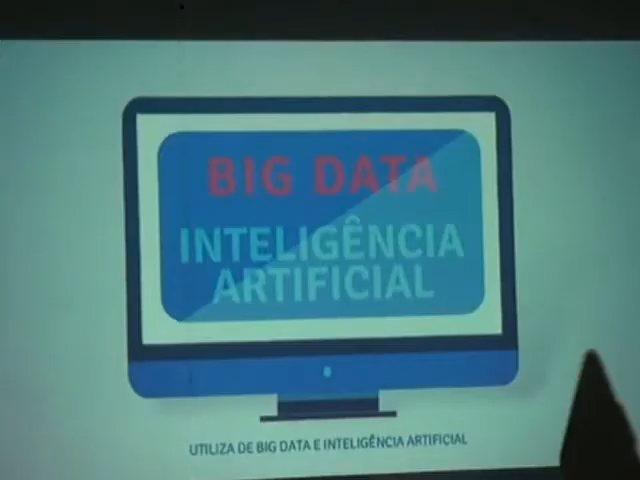 BIG DATA
INTELIGÊNCIA
ARTIFICIAL
UTILIZA DE BIG DATA E INTELIGÊNCIA ARTIFICIAL